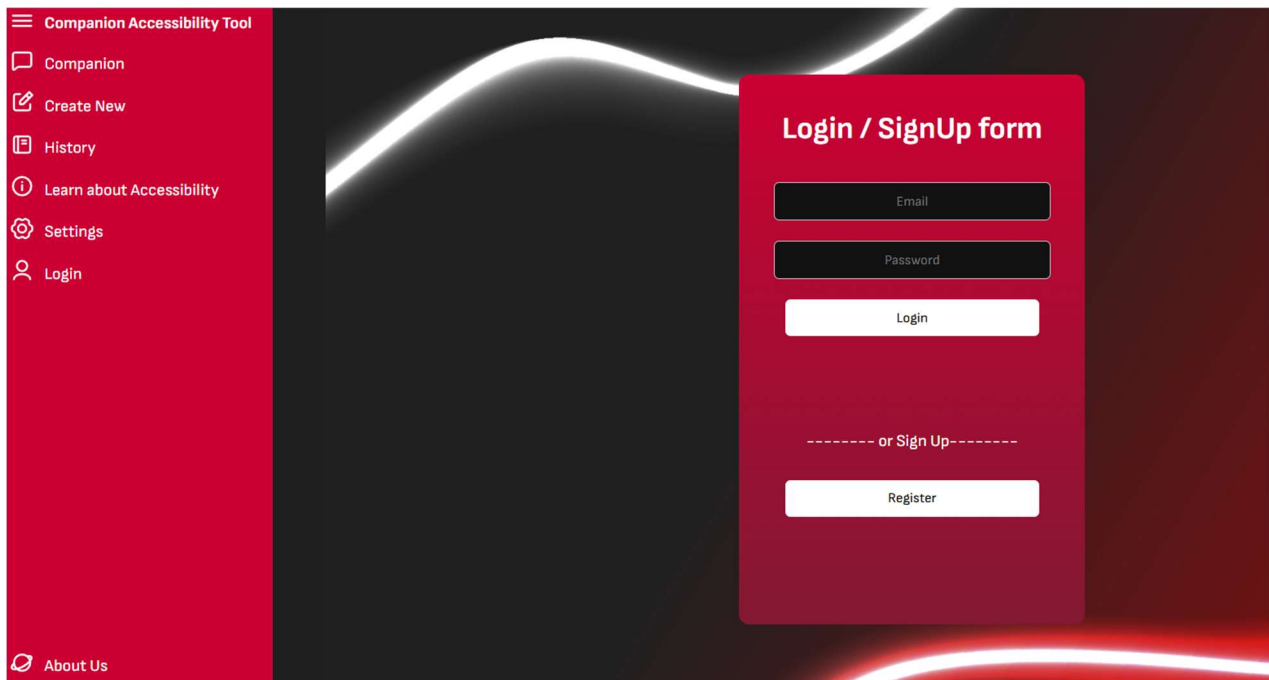 Companion Accessibility Tool
Companion
Create New
History
Learn about Accessibility
Settings
Login
About Us
Login / SignUp form
Email
Password
Login
-------- or Sign Up--------
Register